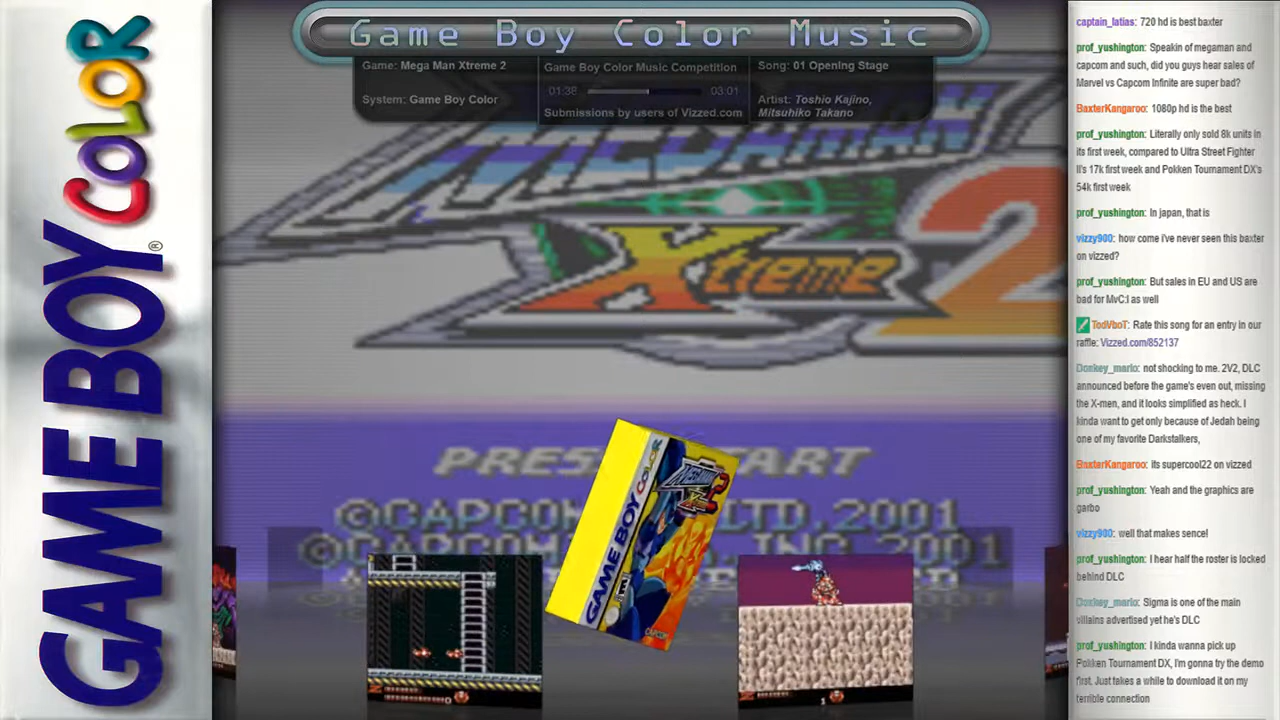 GAME BOY COLOR ®
Game Boy Color Music
Game: Mega Man Xtreme 2
System: Game Boy Color
Game Boy Color Music Competition
01:38 03:01
Submissions by users of Vizzed.com
Song: 01 Opening Stage
Artist: Toshio Kajino,
Mitsuhiko Takano
MEGAMAN
Xtreme 2
PRESS START
©CAPCOM LTD.2001
©CAPCOM INC.2001
GAME BOY COLOR
MEGAMAN
CAPCOM
captain_latias: 720 hd is best baxter
prof_yushington: Speakin of megaman and
capcom and such, did you guys hear sales of
Marvel vs Capcom Infinite are super bad?
BaxterKangaroo: 1080p hd is the best
prof_yushington: Literally only sold 8k units in
its first week, compared to Ultra Street Fighter
II's 17k first week and Pokken Tournament DX's
54k first week
prof_yushington: In japan, that is
vizzy900: how come i've never seen this baxter
on vizzed?
prof_yushington: But sales in EU and US are
bad for MvC:I as well
TodVboT: Rate this song for an entry in our
raffle: Vizzed.com/852137
Donkey_mario: not shocking to me. 2V2, DLC
announced before the game's even out, missing
the X-men, and it looks simplified as heck. I
kinda want to get only because of Jedah being
one of my favorite Darkstalkers,
BaxterKangaroo: its supercool22 on vizzed
prof_yushington: Yeah and the graphics are
garbo
vizzy900: well that makes sence!
prof_yushington: I hear half the roster is locked
behind DLC
Donkey_mario: Sigma is one of the main
villains advertised yet he's DLC
prof_yushington: I kinda wanna pick up
Pokken Tournament DX, I'm gonna try the demo
first. Just takes a while to download it on my
terrible connection